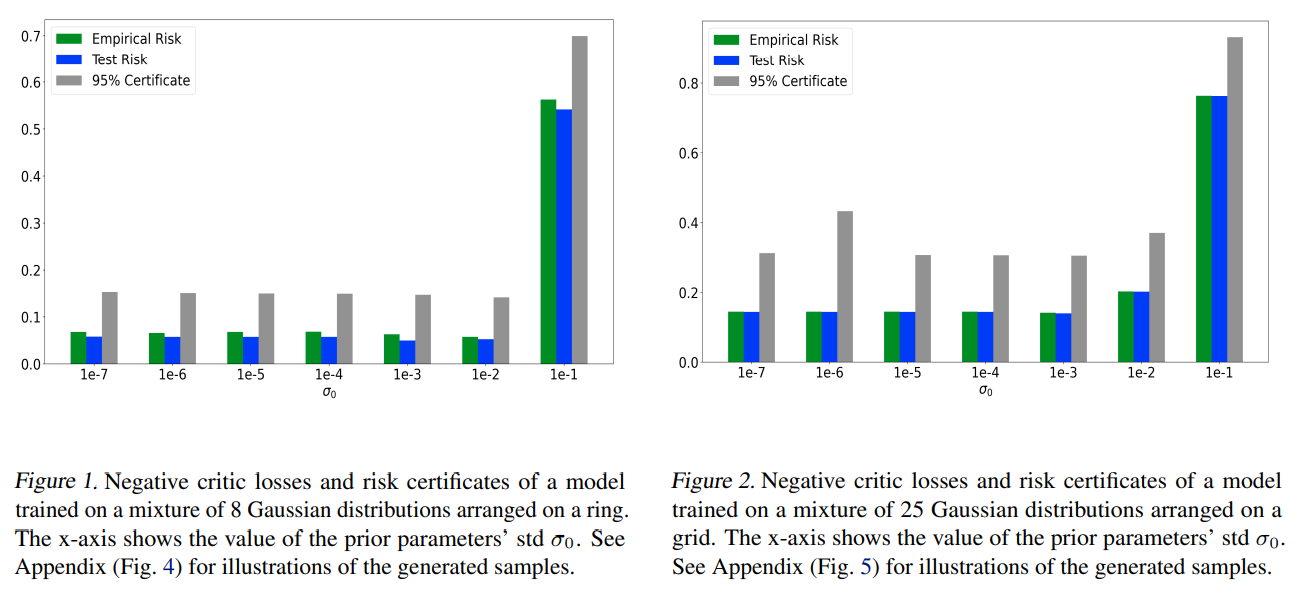 0.7
0.6
0.5
0.4
0.3
0.2
0.1
0.0
Empirical Risk
Test Risk
95% Certificate
1e-7 1e-6 1e-5 1e-4 1e-3 1e-2 1e-1
σ₀
0.8
0.6
0.4
0.2
0.0
Empirical Risk
Test Risk
95% Certificate
1e-7 1e-6 1e-5 1e-4 1e-3 1e-2 1e-1
σ₀
Figure 1. Negative critic losses and risk certificates of a model
trained on a mixture of 8 Gaussian distributions arranged on a ring.
The x-axis shows the value of the prior parameters’ std σ₀. See
Appendix (Fig. 4) for illustrations of the generated samples.
Figure 2. Negative critic losses and risk certificates of a model
trained on a mixture of 25 Gaussian distributions arranged on a
grid. The x-axis shows the value of the prior parameters’ std σ₀.
See Appendix (Fig. 5) for illustrations of the generated samples.